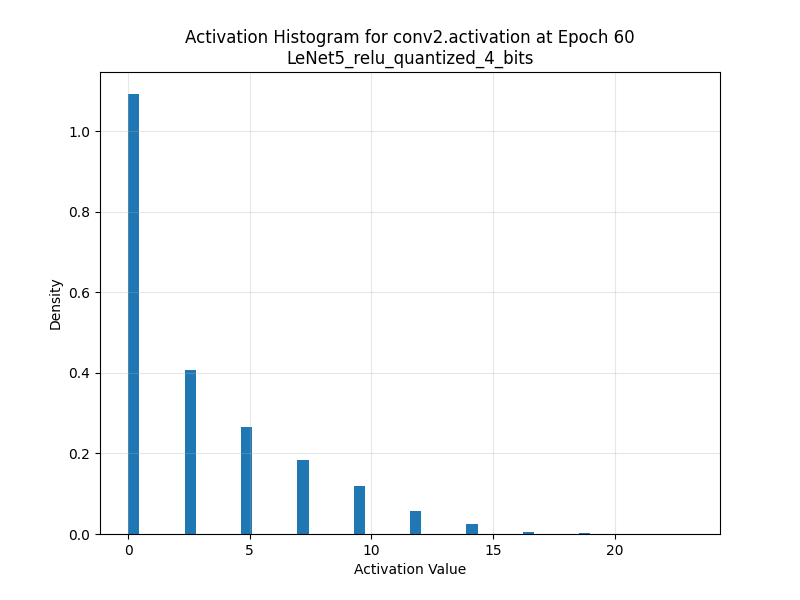 Activation Histogram for conv2.activation at Epoch 60
LeNet5_relu_quantized_4_bits
1.0
0.8
0.6
0.4
0.2
0.0
Density
0 5 10 15 20
Activation Value